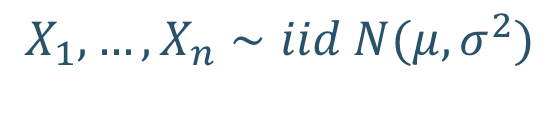 X₁, … , Xₙ ~ iid N(μ, σ²)